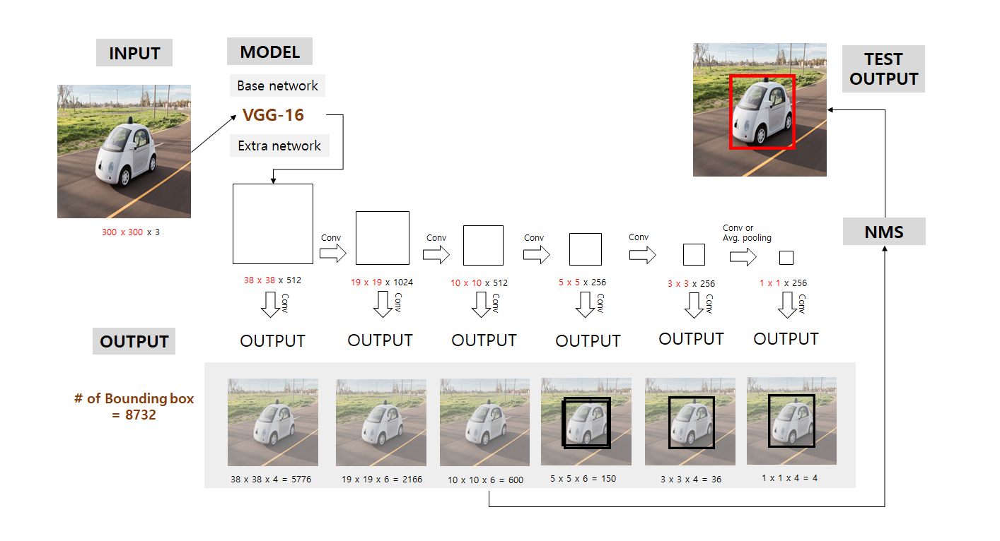 INPUT
MODEL
Base network
VGG-16
Extra network
300 x 300 x 3
TEST
OUTPUT
NMS
Conv
Conv
Conv
Conv
Conv or
Avg. pooling
38 x 38 x 512
19 x 19 x 1024
10 x 10 x 512
5 x 5 x 256
3 x 3 x 256
1 x 1 x 256
Conv
Conv
Conv
Conv
Conv
Conv
OUTPUT
OUTPUT
OUTPUT
OUTPUT
OUTPUT
OUTPUT
OUTPUT
# of Bounding box
= 8732
38 x 38 x 4 = 5776
19 x 19 x 6 = 2166
10 x 10 x 6 = 600
5 x 5 x 6 = 150
3 x 3 x 4 = 36
1 x 1 x 4 = 4